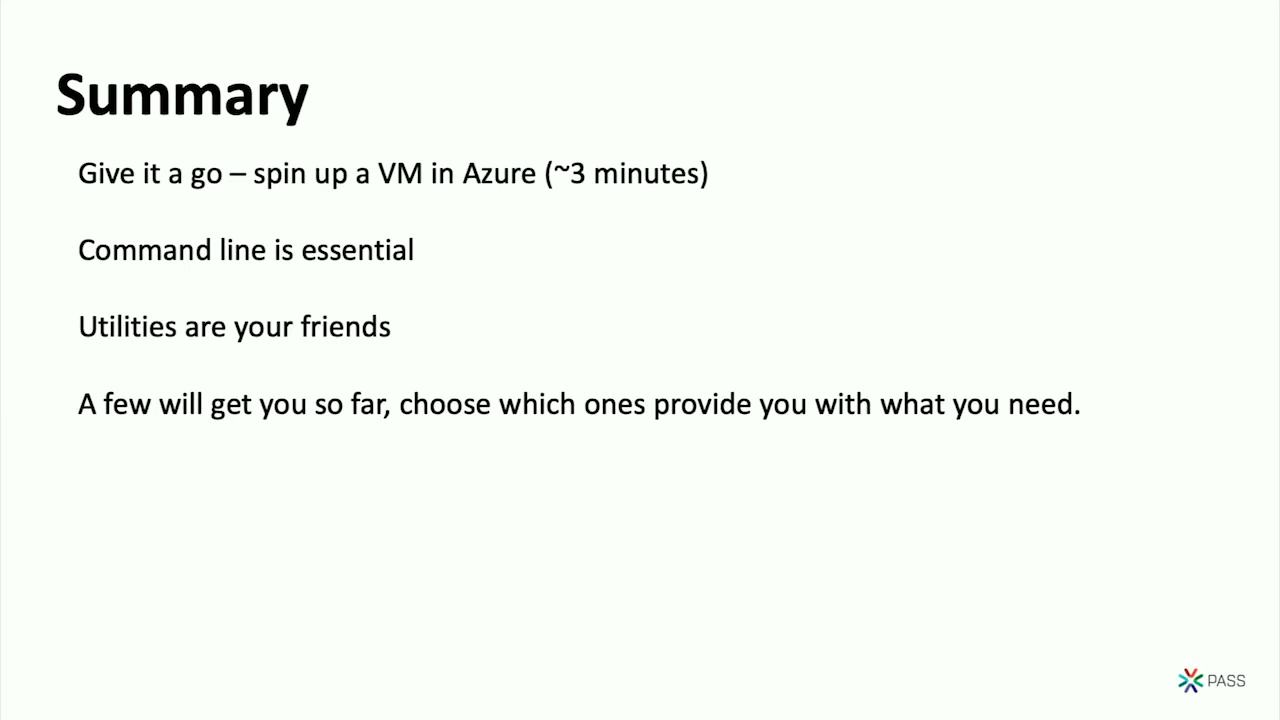 Summary
Give it a go – spin up a VM in Azure (~3 minutes)
Command line is essential
Utilities are your friends
A few will get you so far, choose which ones provide you with what you need.
PASS